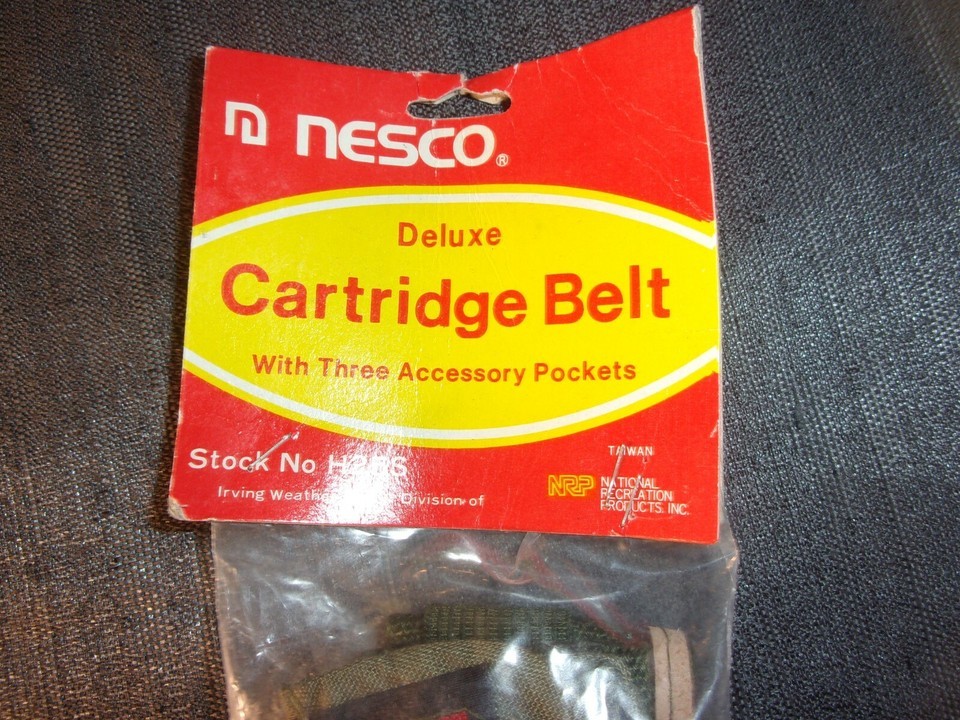 NESCO®
Deluxe
Cartridge Belt
With Three Accessory Pockets
Stock No
TAIWAN
Irving Division of
NRP NATIONAL
RECREATION
PRODUCTS, INC.